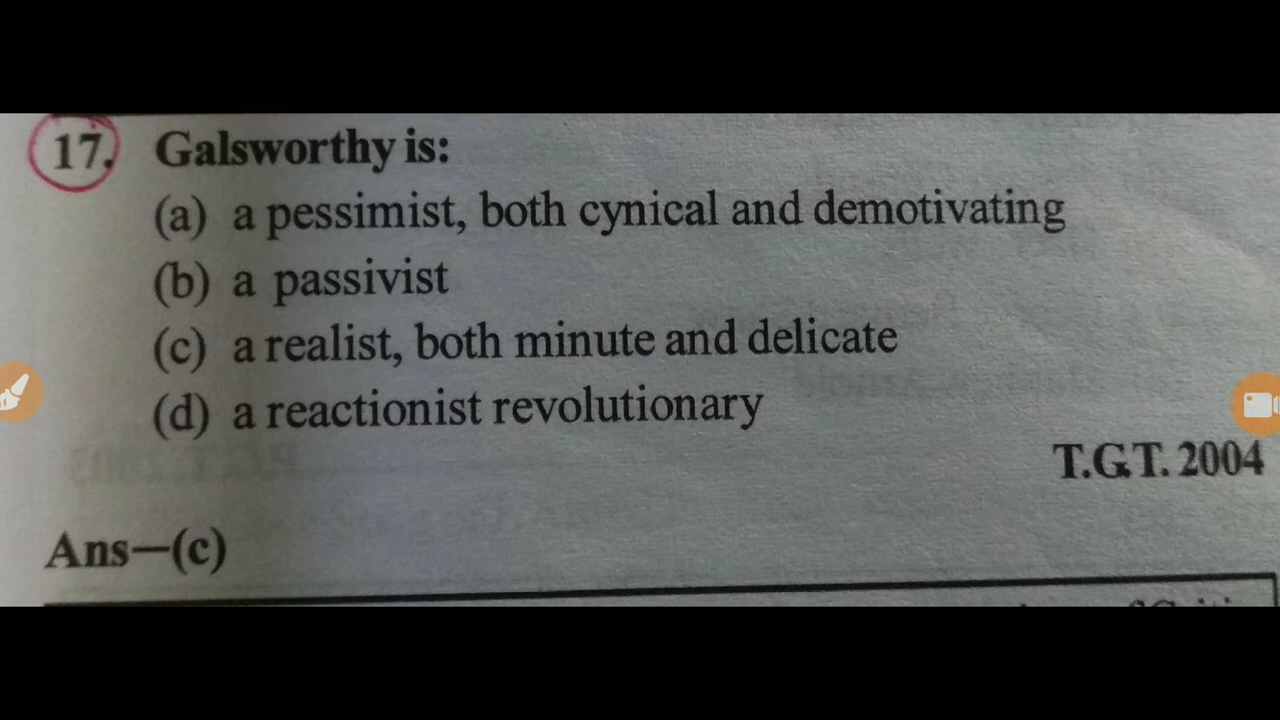 17. Galsworthy is:
(a) a pessimist, both cynical and demotivating
(b) a passivist
(c) a realist, both minute and delicate
(d) a reactionist revolutionary
T.G.T. 2004
Ans—(c)